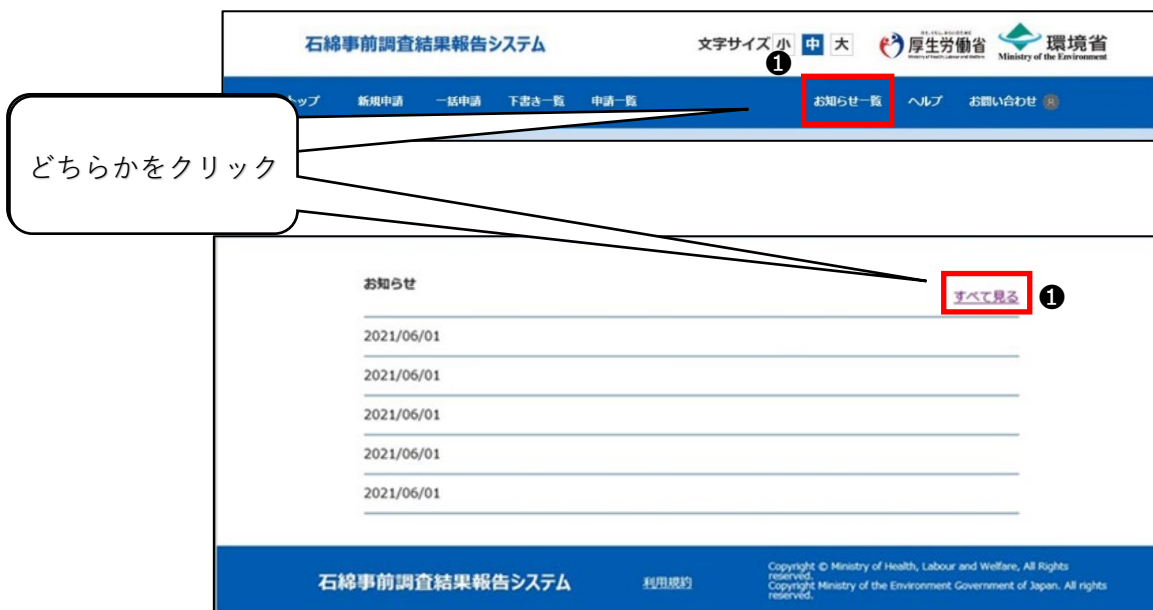 石綿事前調査結果報告システム
文字サイズ 小 中 大
厚生労働省
Ministry of Health, Labour and Welfare
環境省
Ministry of the Environment
❶
トップ 新規申請 一括申請 下書き一覧 申請一覧 お知らせ一覧 ヘルプ お問い合わせ
どちらかをクリック
お知らせ
すべて見る ❶
2021/06/01
2021/06/01
2021/06/01
2021/06/01
2021/06/01
石綿事前調査結果報告システム
利用規約
Copyright © Ministry of Health, Labour and Welfare, All Rights
reserved.
Copyright Ministry of the Environment Government of Japan. All rights
reserved.